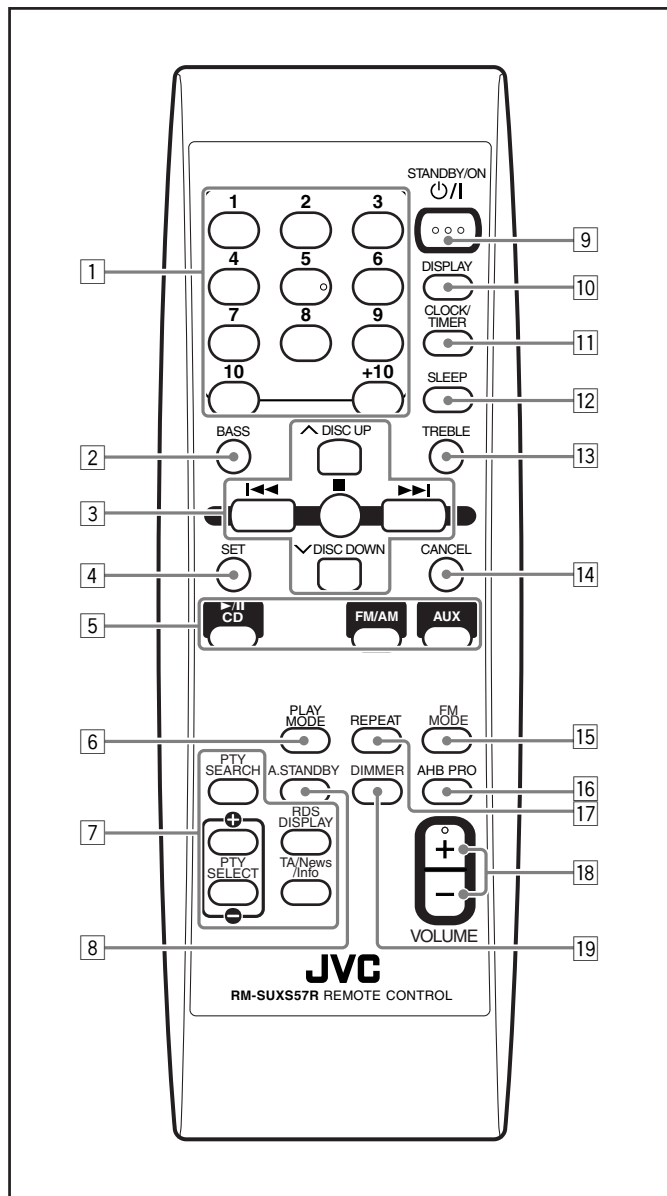 STANDBY/ON
⏻/I
1 2 3
4 5 6
7 8 9
10 +10
DISPLAY
CLOCK/
TIMER
SLEEP
BASS
DISC UP
TREBLE
SET
DISC DOWN
CANCEL
CD
FM/AM
AUX
PLAY
MODE
REPEAT
FM
MODE
PTY
SEARCH
A.STANDBY
DIMMER
AHB PRO
RDS
DISPLAY
PTY
SELECT
TA/News
/Info
+
−
VOLUME
JVC
RM-SUXS57R REMOTE CONTROL
1
2
3
4
5
6
7
8
9
10
11
12
13
14
15
16
17
18
19